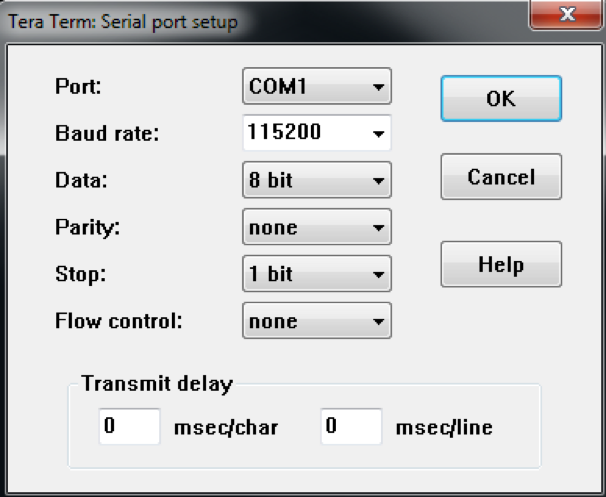 Tera Term: Serial port setup
Port: COM1 OK
Baud rate: 115200
Data: 8 bit Cancel
Parity: none
Stop: 1 bit Help
Flow control: none
Transmit delay
0 msec/char 0 msec/line